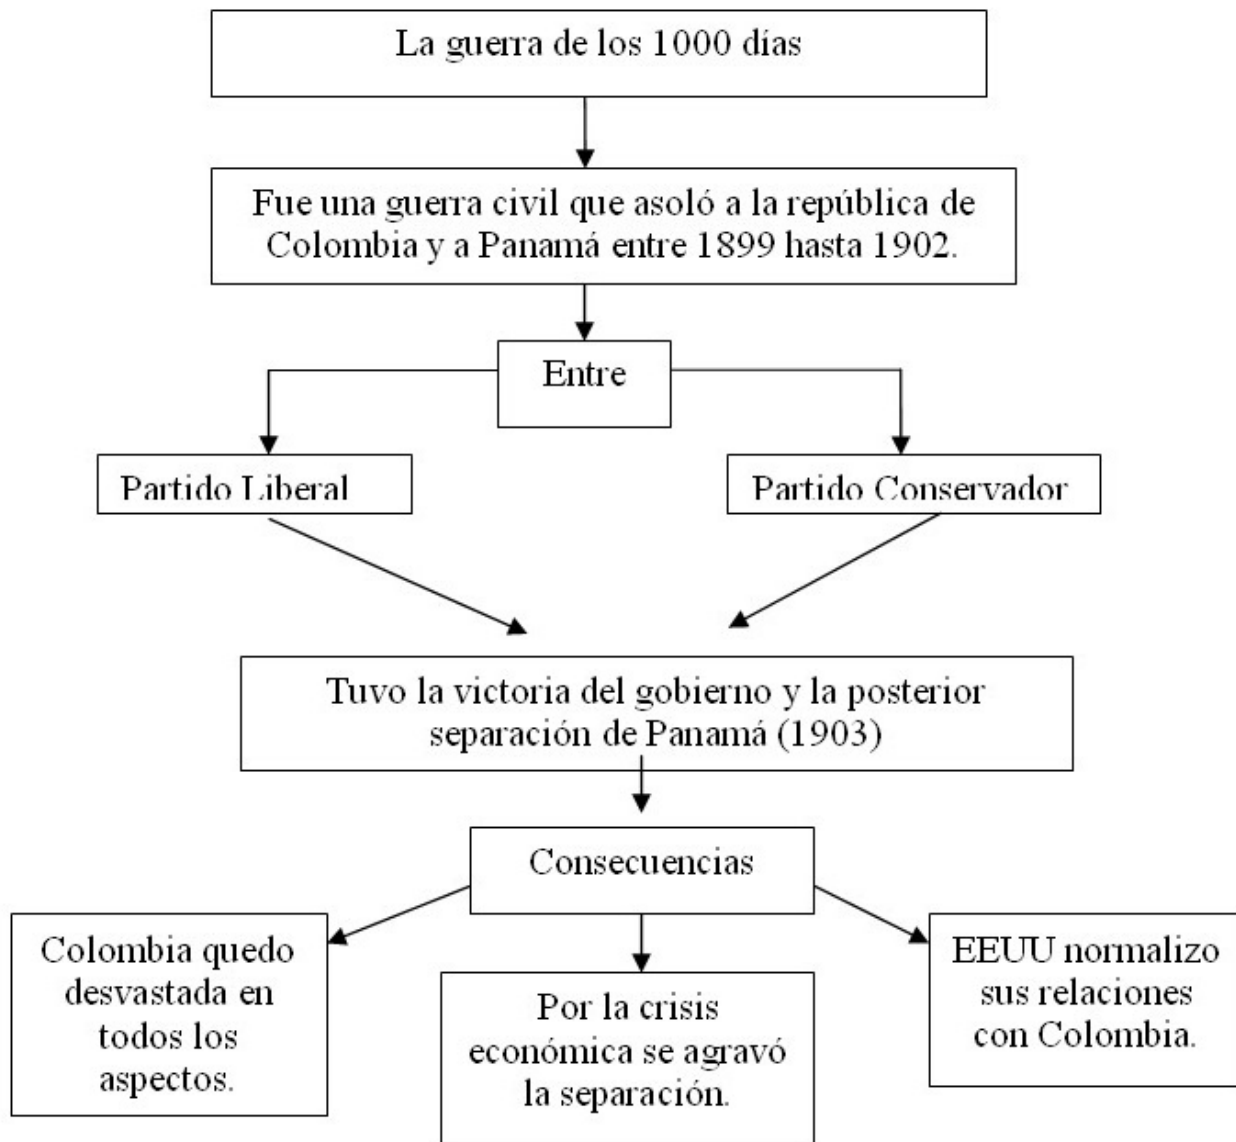 La guerra de los 1000 días
Fue una guerra civil que asoló a la república de
Colombia y a Panamá entre 1899 hasta 1902.
Entre
Partido Liberal
Partido Conservador
Tuvo la victoria del gobierno y la posterior
separación de Panamá (1903)
Consecuencias
Colombia quedo
desvastada en
todos los
aspectos.
Por la crisis
económica se agravó
la separación.
EEUU normalizo
sus relaciones
con Colombia.